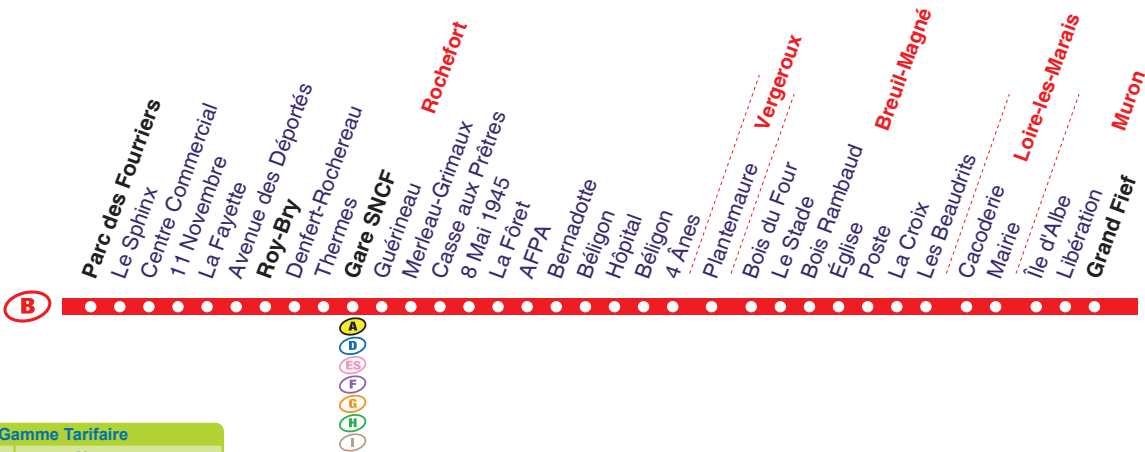 Rochefort
Vergeroux
Breuil-Magné
Loire-les-Marais
Muron
Parc des Fourriers
Le Sphinx
Centre Commercial
11 Novembre
La Fayette
Avenue des Déportés
Roy-Bry
Denfert-Rochereau
Thermes
Gare SNCF
Guérineau
Merleau-Grimaux
Casse aux Prêtres
8 Mai 1945
La Fôret
AFPA
Bernadotte
Béligon
Hôpital
Béligon
4 Ânes
Plantemaure
Bois du Four
Le Stade
Bois Rambaud
Église
Poste
La Croix
Les Beaudrits
Cacoderie
Mairie
Île d'Albe
Libération
Grand Fief
B
A
D
ES
F
G
H
I
Gamme Tarifaire